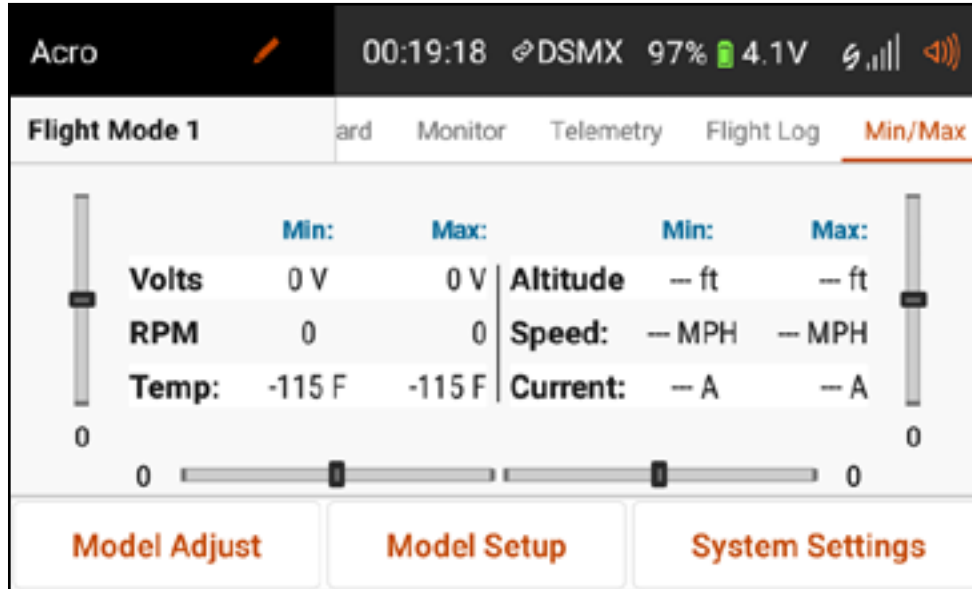 Acro 00:19:18 DSMX 97% 4.1V
Flight Mode 1 ard Monitor Telemetry Flight Log Min/Max
Min: Max: Min: Max:
Volts 0 V 0 V Altitude --- ft --- ft
RPM 0 0 Speed: --- MPH --- MPH
Temp: -115 F -115 F Current: --- A --- A
0 0
0 0
Model Adjust Model Setup System Settings